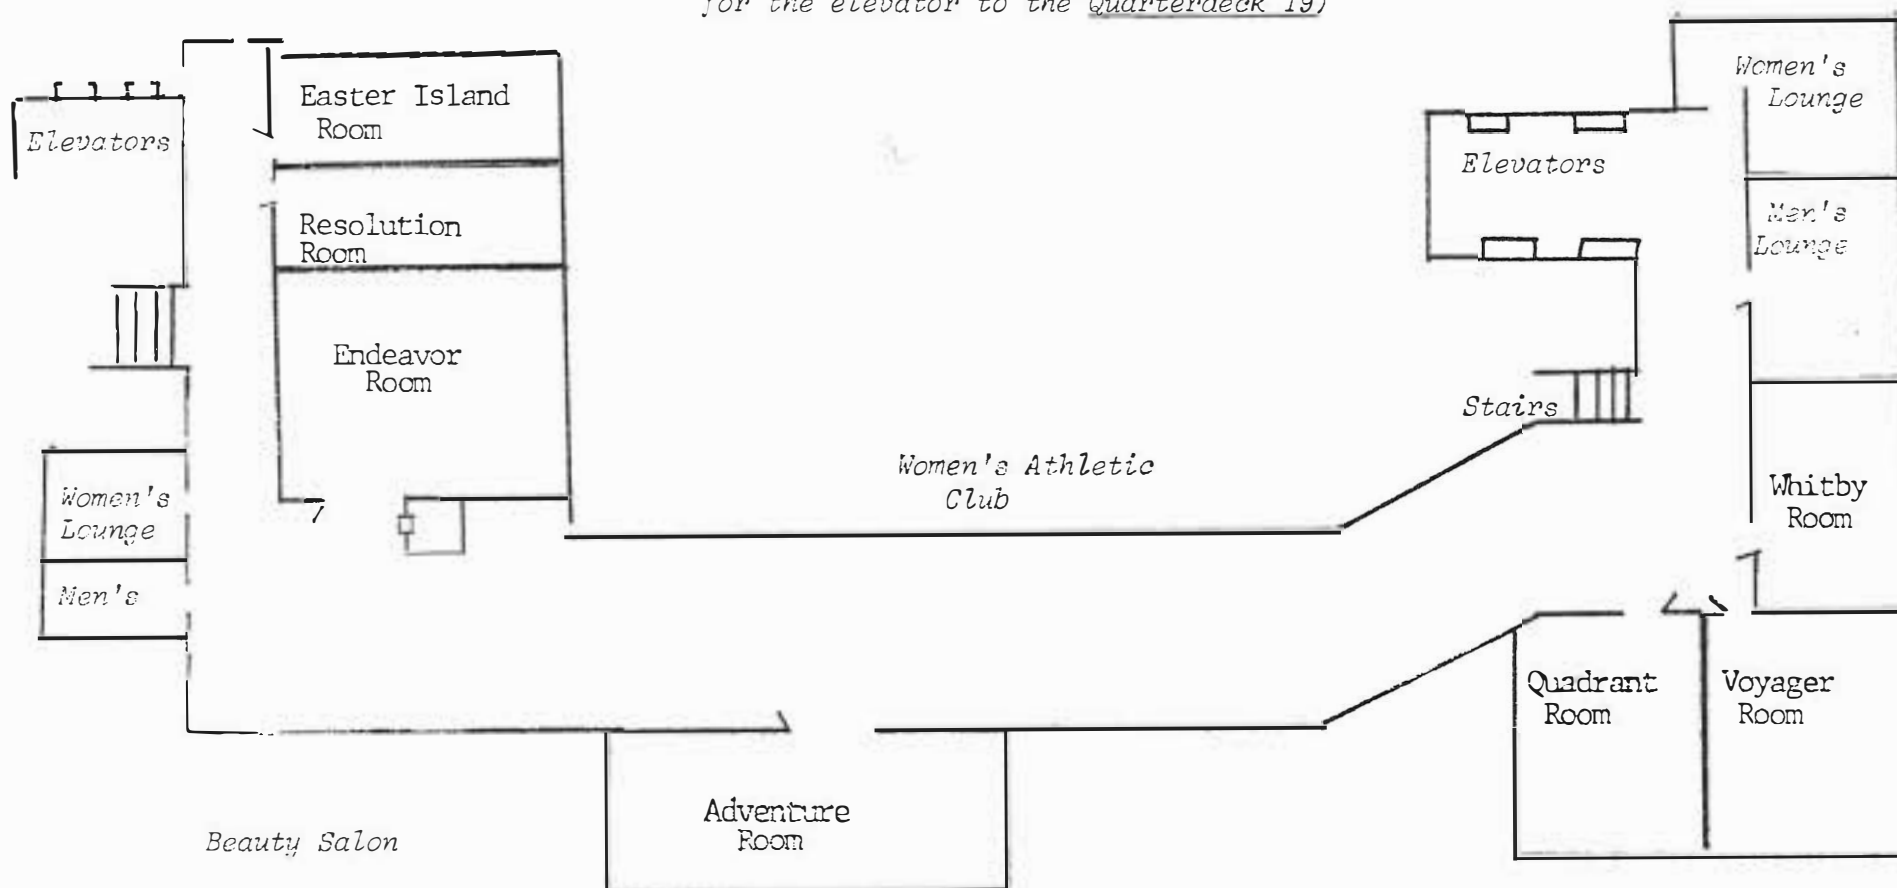 for the elevator to the Quarterdeck 19)
Women's
Lounge
Easter Island
Room
Elevators
Elevators
Men's
Lounge
Resolution
Room
Endeavor
Room
Stairs
Women's Athletic
Club
Women's
Lounge
Whitby
Room
Men's
Quadrant
Room
Voyager
Room
Adventure
Room
Beauty Salon